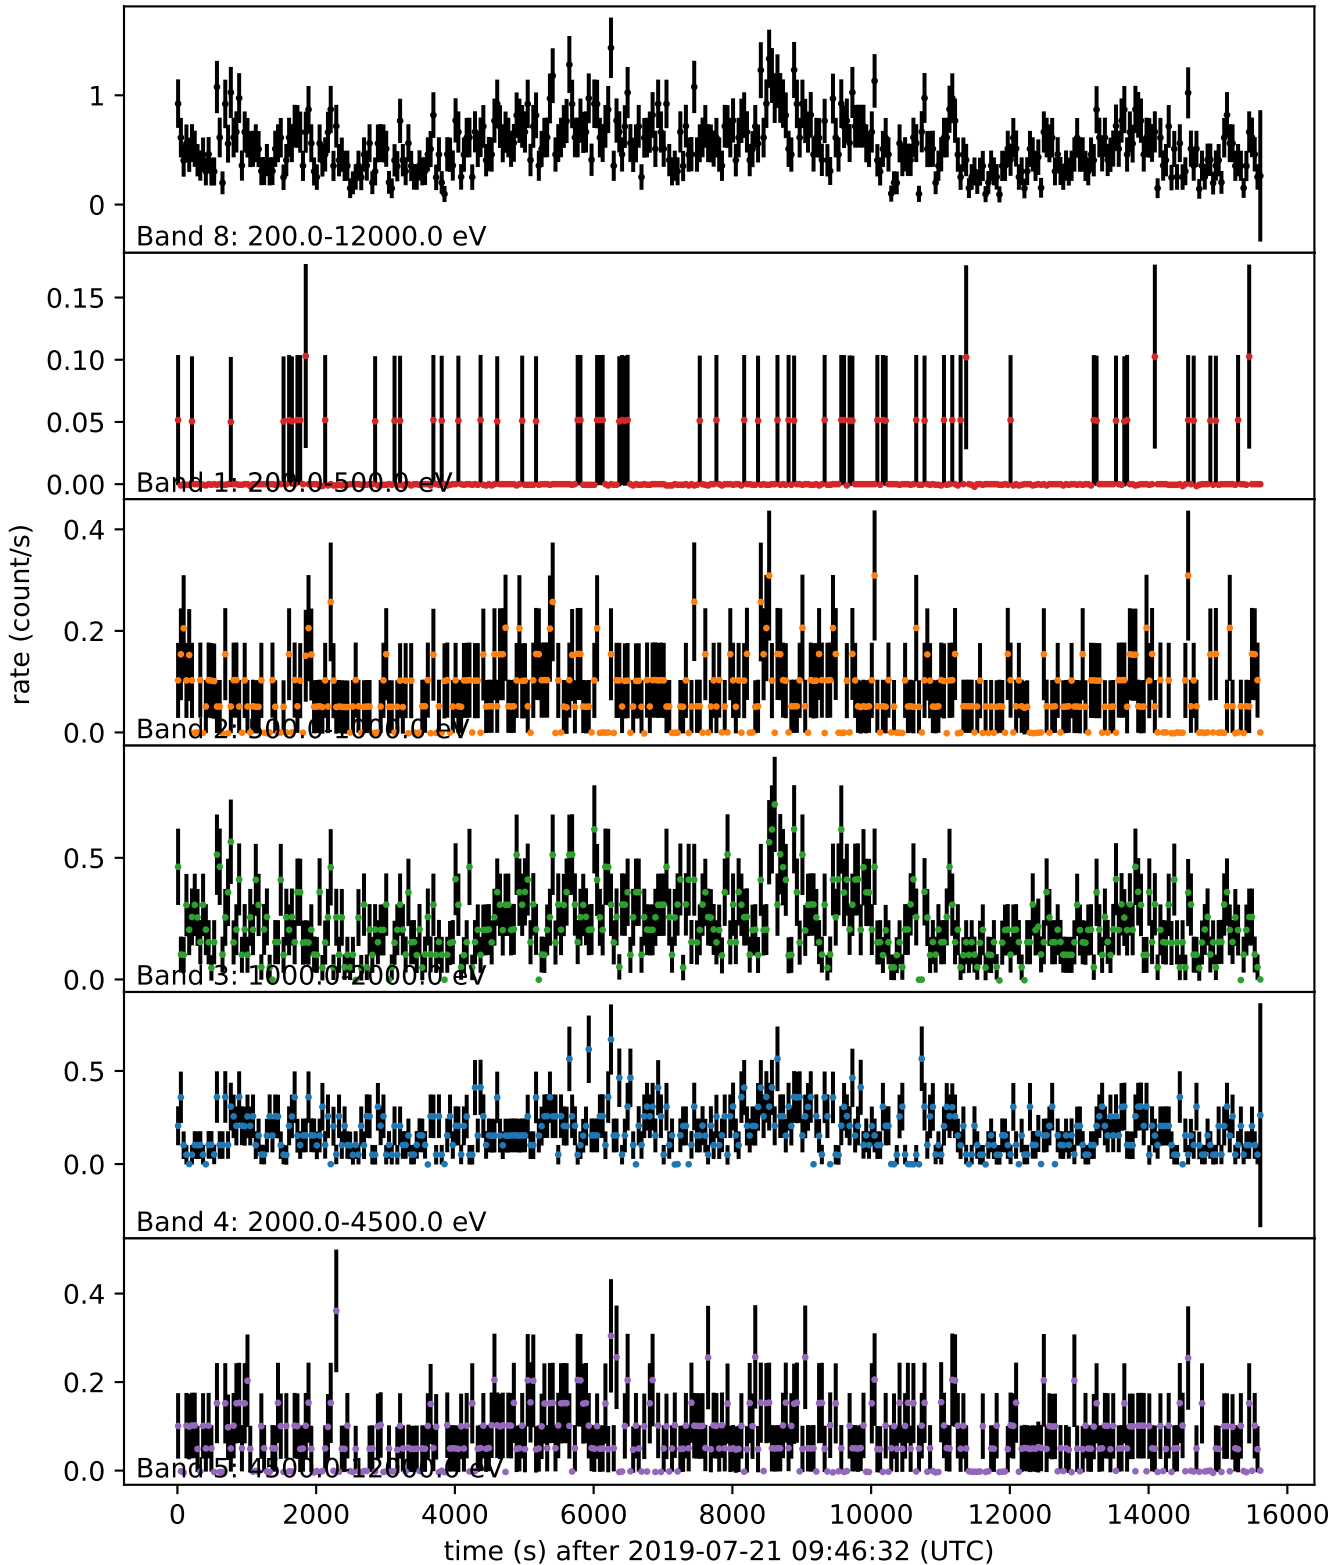 1
0
Band 8: 200.0-12000.0 eV
0.15
0.10
0.05
0.00
Band 1: 200.0-500.0 eV
rate (count/s)
0.4
0.2
0.0
Band 2: 500.0-1000.0 eV
0.5
0.0
Band 3: 1000.0-2000.0 eV
0.5
0.0
Band 4: 2000.0-4500.0 eV
0.4
0.2
0.0
Band 5: 4500.0-12000.0 eV
0 2000 4000 6000 8000 10000 12000 14000 16000
time (s) after 2019-07-21 09:46:32 (UTC)